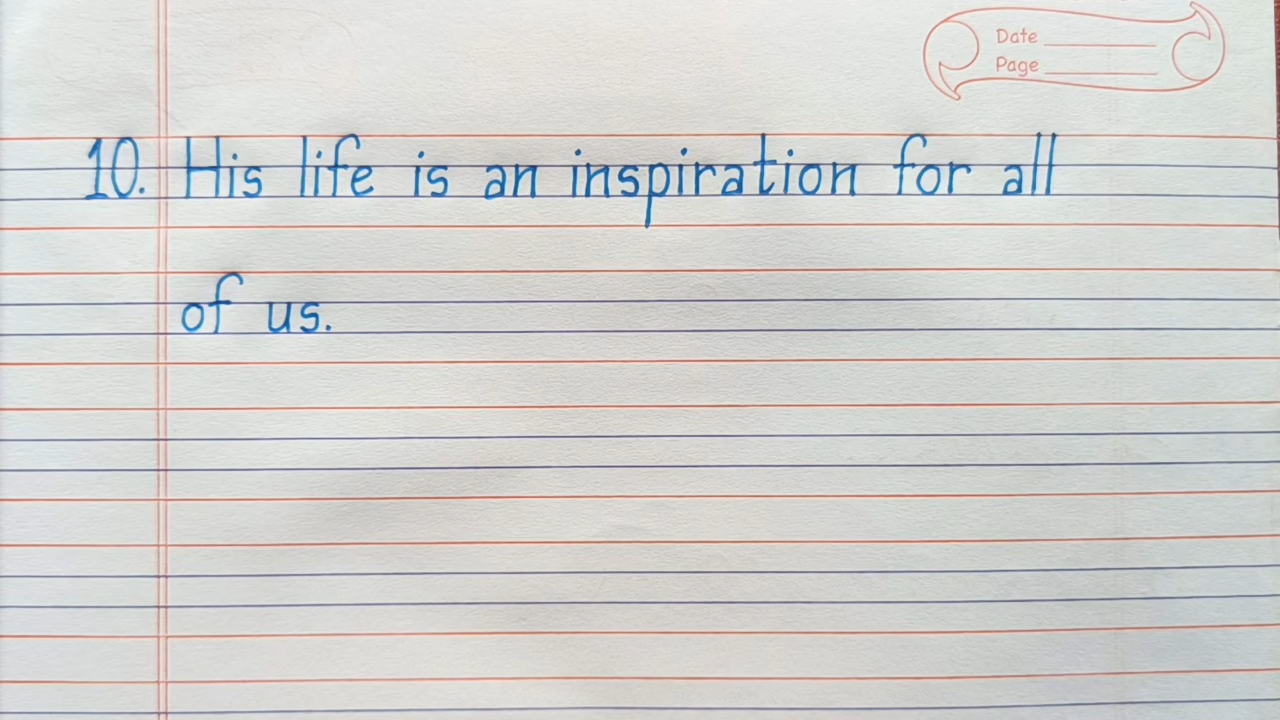 Date
Page
10. His life is an inspiration for all
of us.